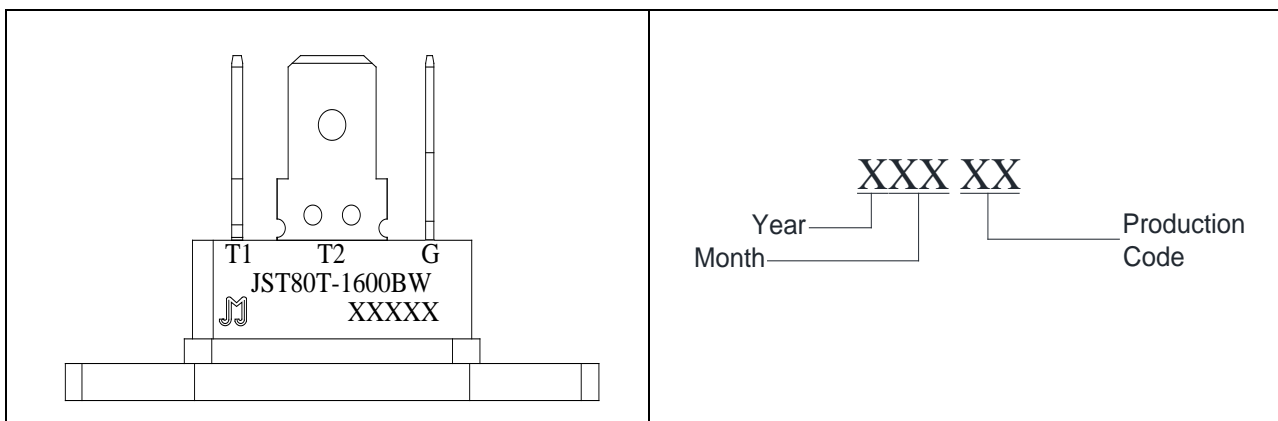 T1 T2 G
JST80T-1600BW
XXXXX
XXX XX
Year
Month
Production
Code